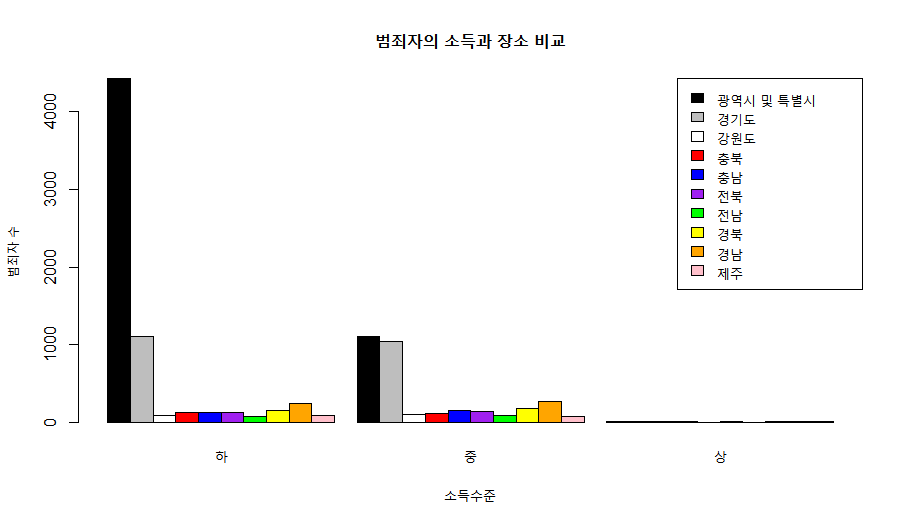 범죄자의 소득과 장소 비교
범죄자 수
4000
3000
2000
1000
0
광역시 및 특별시
경기도
강원도
충북
충남
전북
전남
경북
경남
제주
하 중 상
소득수준